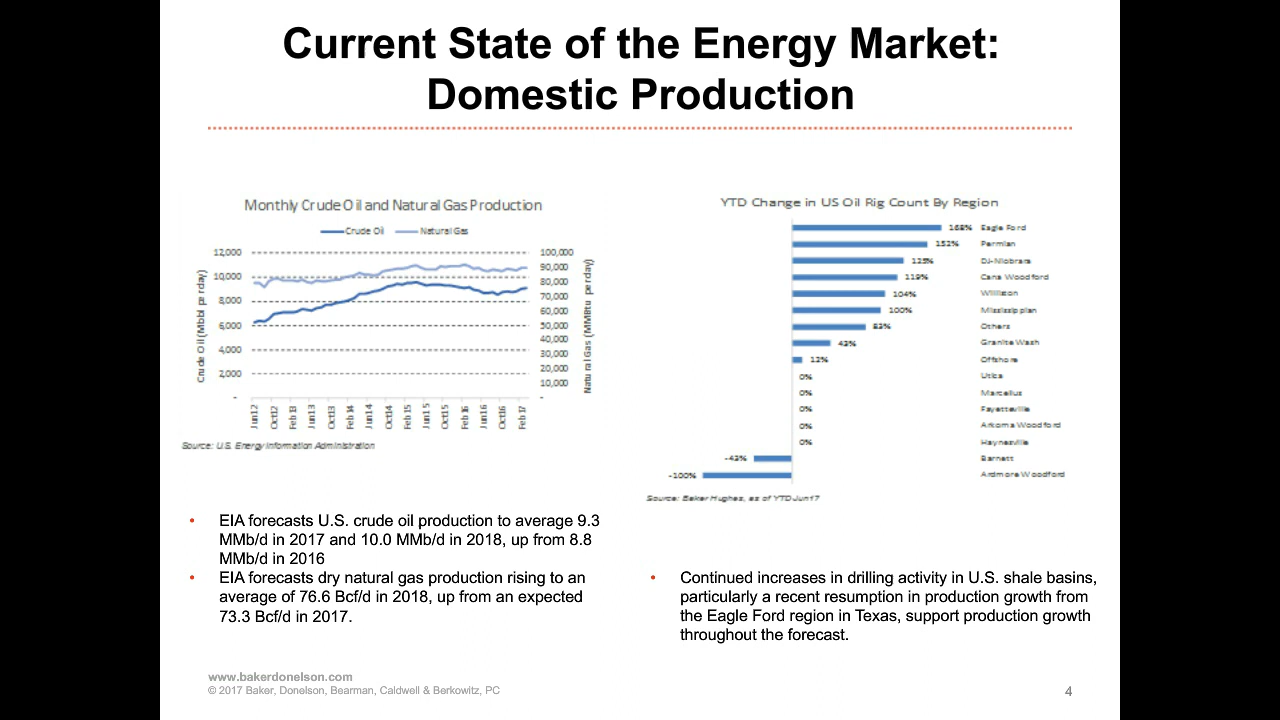 Current State of the Energy Market:
Domestic Production
Monthly Crude Oil and Natural Gas Production
Crude Oil
Natural Gas
Crude Oil (Mbbl per day)
12,000
10,000
8,000
6,000
4,000
2,000
-
100,000
90,000
80,000
70,000
60,000
50,000
40,000
30,000
20,000
10,000
-
Natural Gas (MMBtu per day)
Jun12
Oct12
Feb13
Jun13
Oct13
Feb14
Jun14
Oct14
Feb15
Jun15
Oct15
Feb16
Jun16
Oct16
Feb17
Source: U.S. Energy Information Administration
YTD Change in US Oil Rig Count By Region
168% Eagle Ford
152% Permian
125% DJ-Niobrara
119% Cana Woodford
104% Williston
100% Mississippian
83% Others
43% Granite Wash
12% Offshore
0% Utica
0% Marcellus
0% Fayetteville
0% Arkoma Woodford
0% Haynesville
-43% Barnett
-100% Ardmore Woodford
Source: Baker Hughes, as of YTD Jun17
• EIA forecasts U.S. crude oil production to average 9.3
MMb/d in 2017 and 10.0 MMb/d in 2018, up from 8.8
MMb/d in 2016
• EIA forecasts dry natural gas production rising to an
average of 76.6 Bcf/d in 2018, up from an expected
73.3 Bcf/d in 2017.
• Continued increases in drilling activity in U.S. shale basins,
particularly a recent resumption in production growth from
the Eagle Ford region in Texas, support production growth
throughout the forecast.
www.bakerdonelson.com
© 2017 Baker, Donelson, Bearman, Caldwell & Berkowitz, PC
4